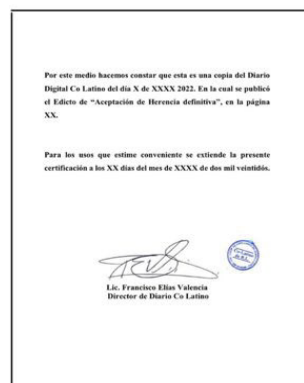 Por este medio hacemos constar que esta es una copia del Diario
Digital Co Latino del día X de XXXX 2022. En la cual se publicó
el Edicto de “Aceptación de Herencia definitiva”, en la página
XX.
Para los usos que estime conveniente se extiende la presente
certificación a los XX días del mes de XXXX de dos mil veintidós.
Lic. Francisco Elías Valencia
Director de Diario Co Latino